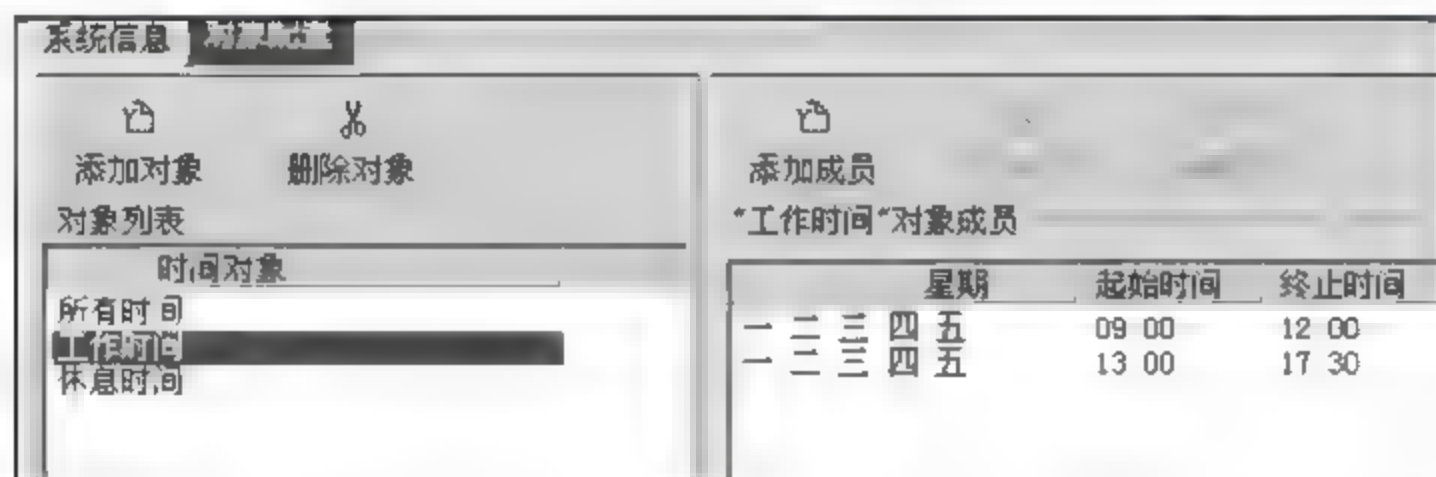 系统信息
添加对象 删除对象
对象列表
时间对象
所有时间
工作时间
休息时间
添加成员
"工作时间"对象成员
星期 起始时间 终止时间
一 二 三 四 五 09 00 12 00
一 二 三 四 五 13 00 17 30